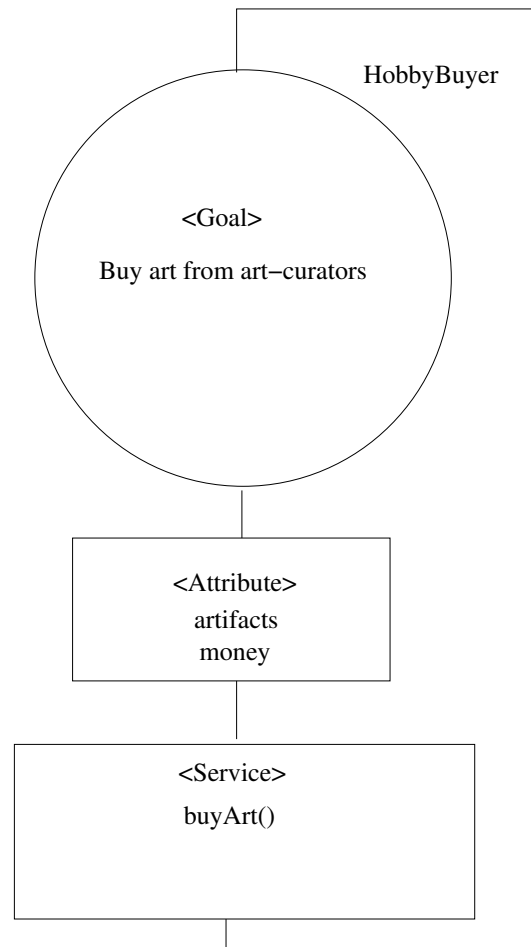 HobbyBuyer
<Goal>
Buy art from art−curators
<Attribute>
artifacts
money
<Service>
buyArt()